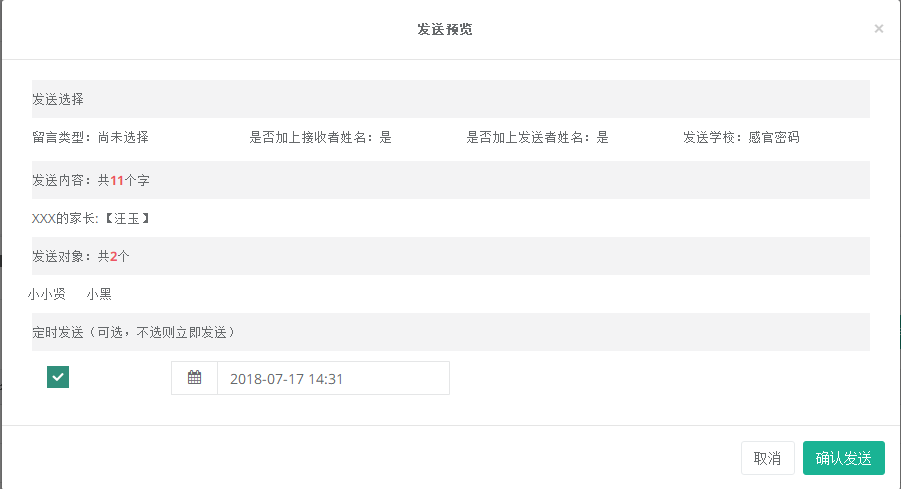 发送预览 ×
发送选择
留言类型：尚未选择 是否加上接收者姓名：是 是否加上发送者姓名：是 发送学校：感官密码
发送内容：共11个字
XXX的家长:【汪玉】
发送对象：共2个
小小贤 小黑
定时发送（可选，不选则立即发送）
2018-07-17 14:31
取消 确认发送